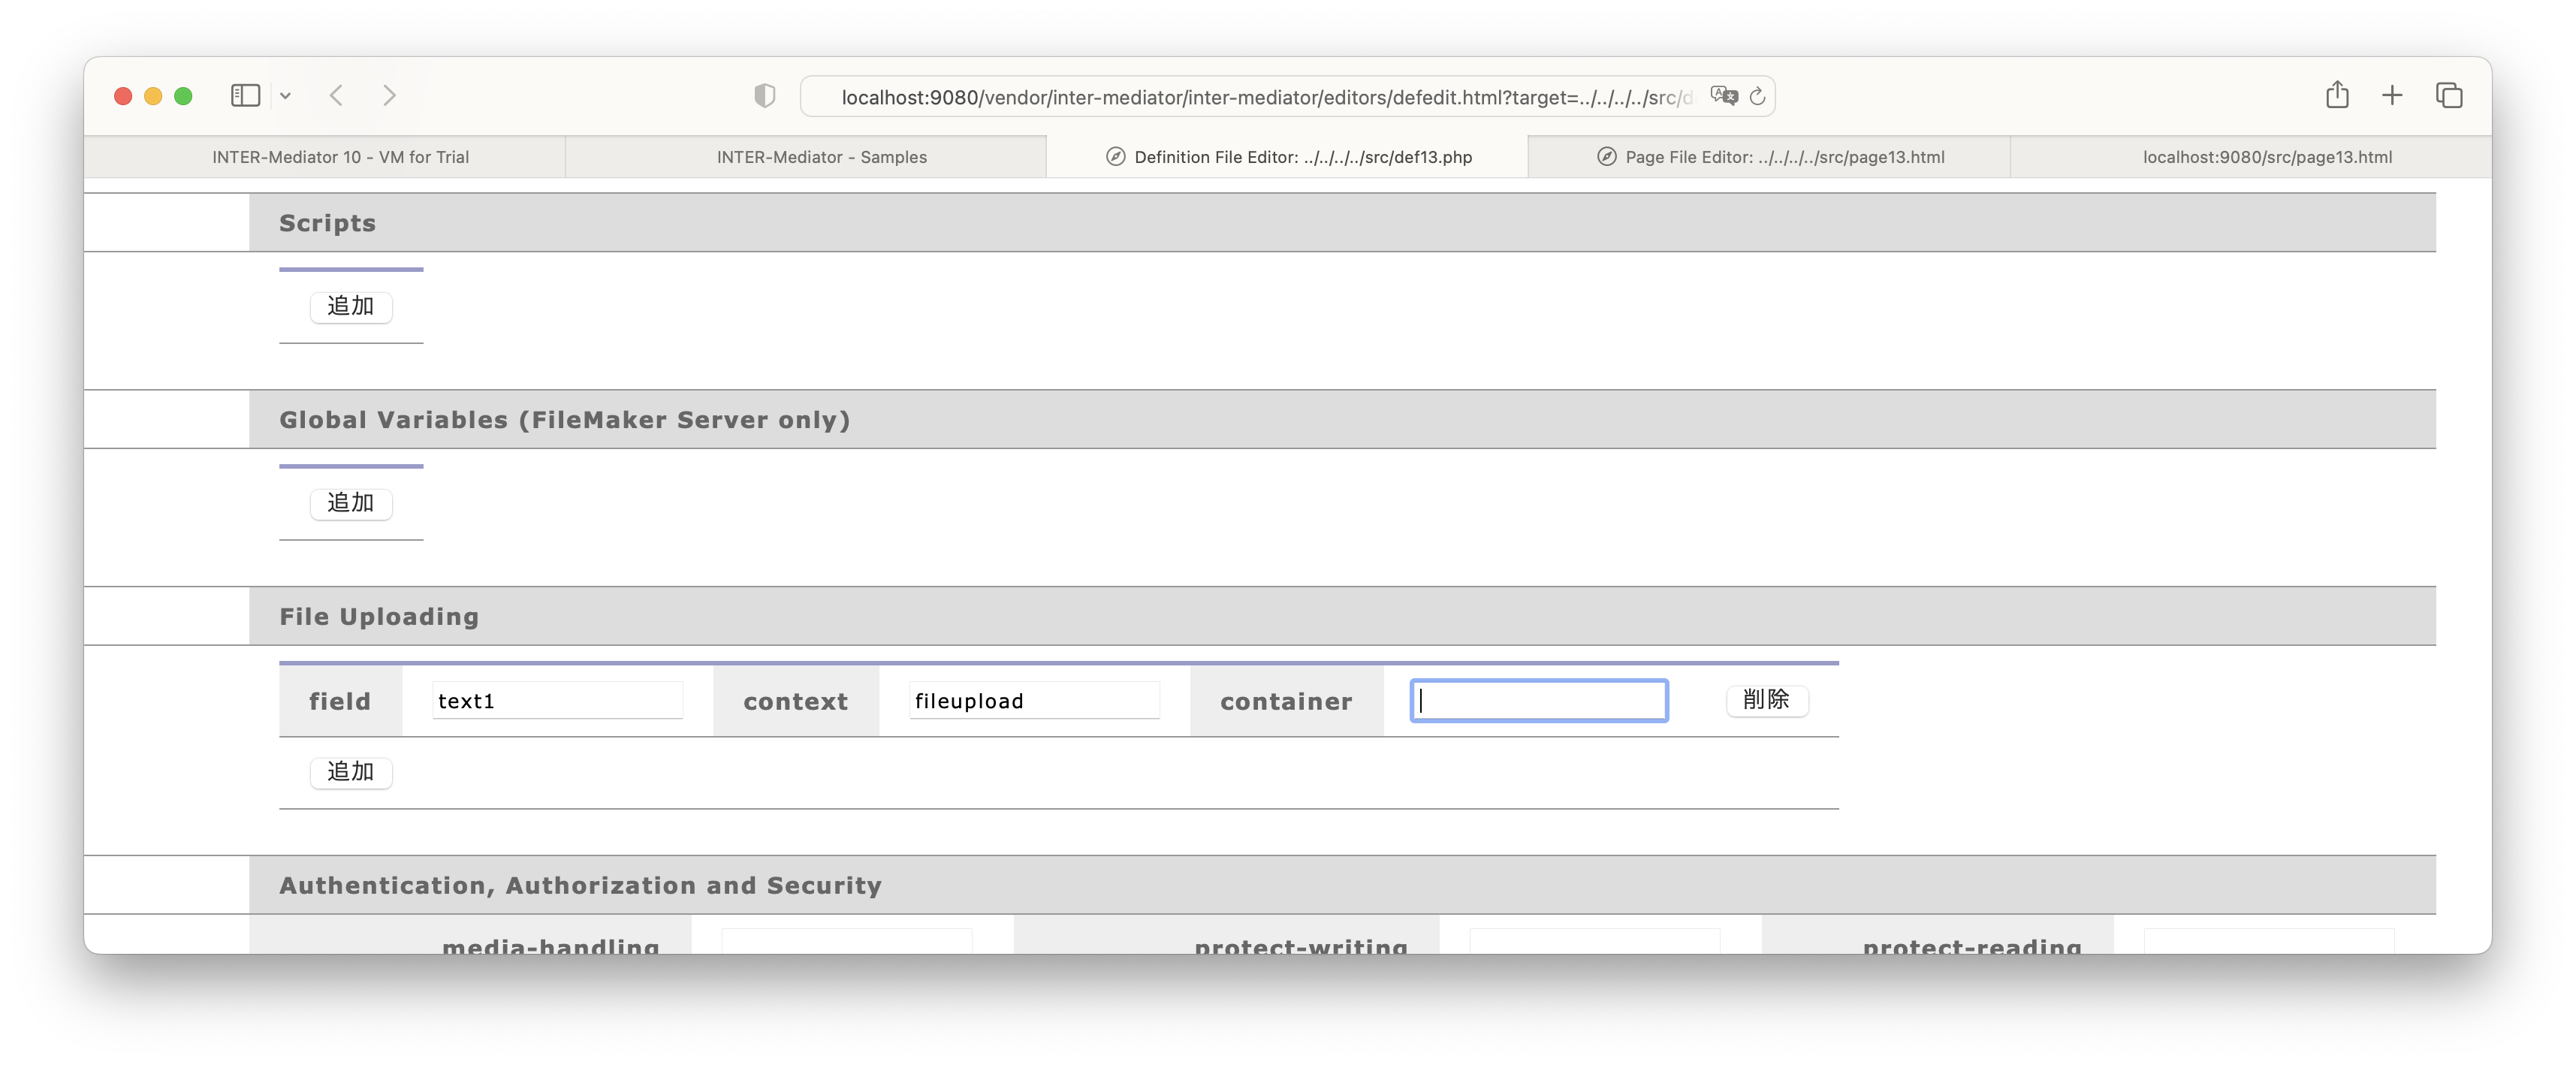 localhost:9080/vendor/inter-mediator/inter-mediator/editors/defedit.html?target=../../../../src/d
INTER-Mediator 10 - VM for Trial
INTER-Mediator - Samples
Definition File Editor: ../../../../src/def13.php
Page File Editor: ../../../../src/page13.html
localhost:9080/src/page13.html
Scripts
追加
Global Variables (FileMaker Server only)
追加
File Uploading
field text1 context fileupload container 削除
追加
Authentication, Authorization and Security
media-handling protect-writing protect-reading